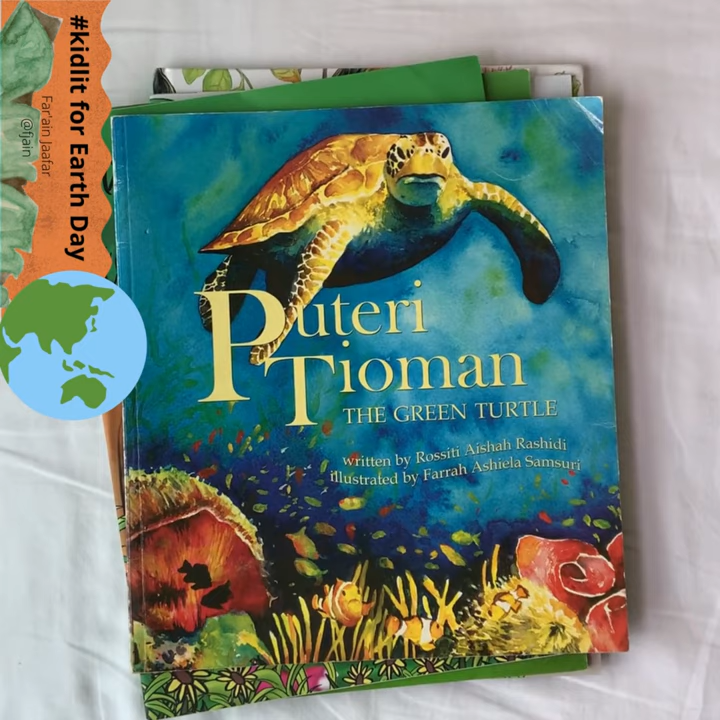 #kidlit for Earth Day
Far'ain Jaafar
@fjain
Puteri
Tioman
THE GREEN TURTLE
written by Rossiti Aishah Rashidi
illustrated by Farrah Ashiela Samsuri